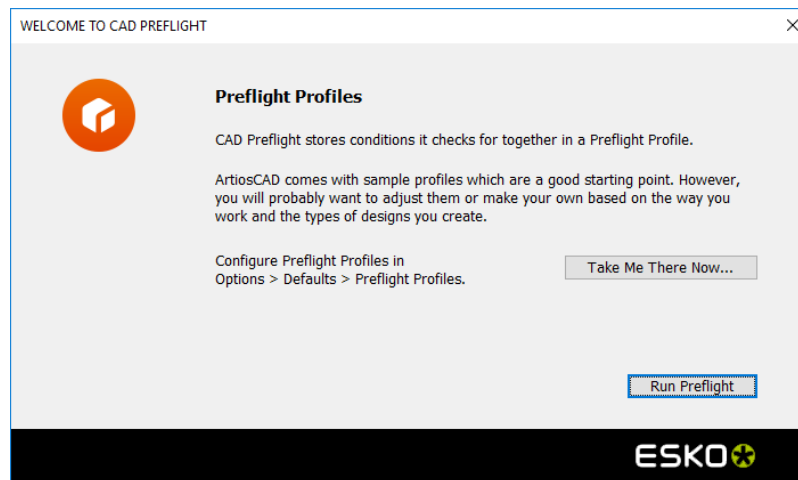 WELCOME TO CAD PREFLIGHT
Preflight Profiles
CAD Preflight stores conditions it checks for together in a Preflight Profile.
ArtiosCAD comes with sample profiles which are a good starting point. However,
you will probably want to adjust them or make your own based on the way you
work and the types of designs you create.
Configure Preflight Profiles in
Options > Defaults > Preflight Profiles.
Take Me There Now...
Run Preflight
ESKO